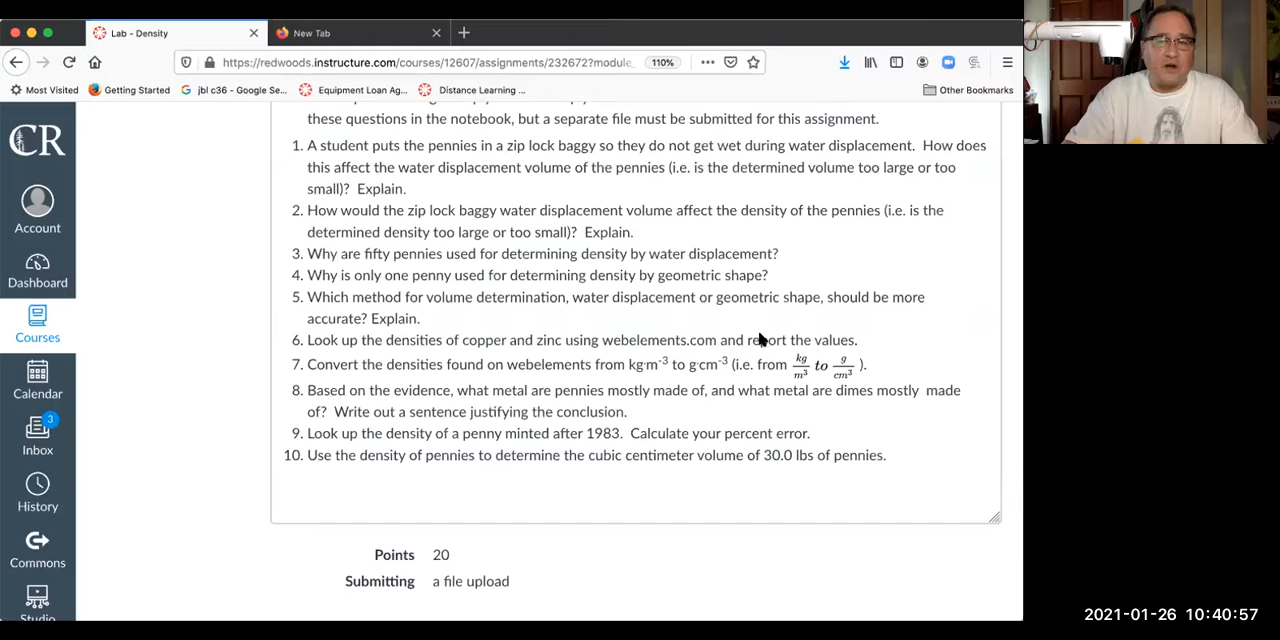 Lab - Density
New Tab
https://redwoods.instructure.com/courses/12607/assignments/232672?module_
110%
Most Visited
Getting Started
jbl c36 - Google Se...
Equipment Loan Ag...
Distance Learning ...
Other Bookmarks
CR
Account
Dashboard
Courses
Calendar
3
Inbox
History
Commons
Studio
these questions in the notebook, but a separate file must be submitted for this assignment.
1. A student puts the pennies in a zip lock baggy so they do not get wet during water displacement. How does
this affect the water displacement volume of the pennies (i.e. is the determined volume too large or too
small)? Explain.
2. How would the zip lock baggy water displacement volume affect the density of the pennies (i.e. is the
determined density too large or too small)? Explain.
3. Why are fifty pennies used for determining density by water displacement?
4. Why is only one penny used for determining density by geometric shape?
5. Which method for volume determination, water displacement or geometric shape, should be more
accurate? Explain.
6. Look up the densities of copper and zinc using webelements.com and report the values.
7. Convert the densities found on webelements from kg·m⁻³ to g·cm⁻³ (i.e. from kg/m³ to g/cm³ ).
8. Based on the evidence, what metal are pennies mostly made of, and what metal are dimes mostly made
of? Write out a sentence justifying the conclusion.
9. Look up the density of a penny minted after 1983. Calculate your percent error.
10. Use the density of pennies to determine the cubic centimeter volume of 30.0 lbs of pennies.
Points 20
Submitting a file upload
2021-01-26 10:40:57